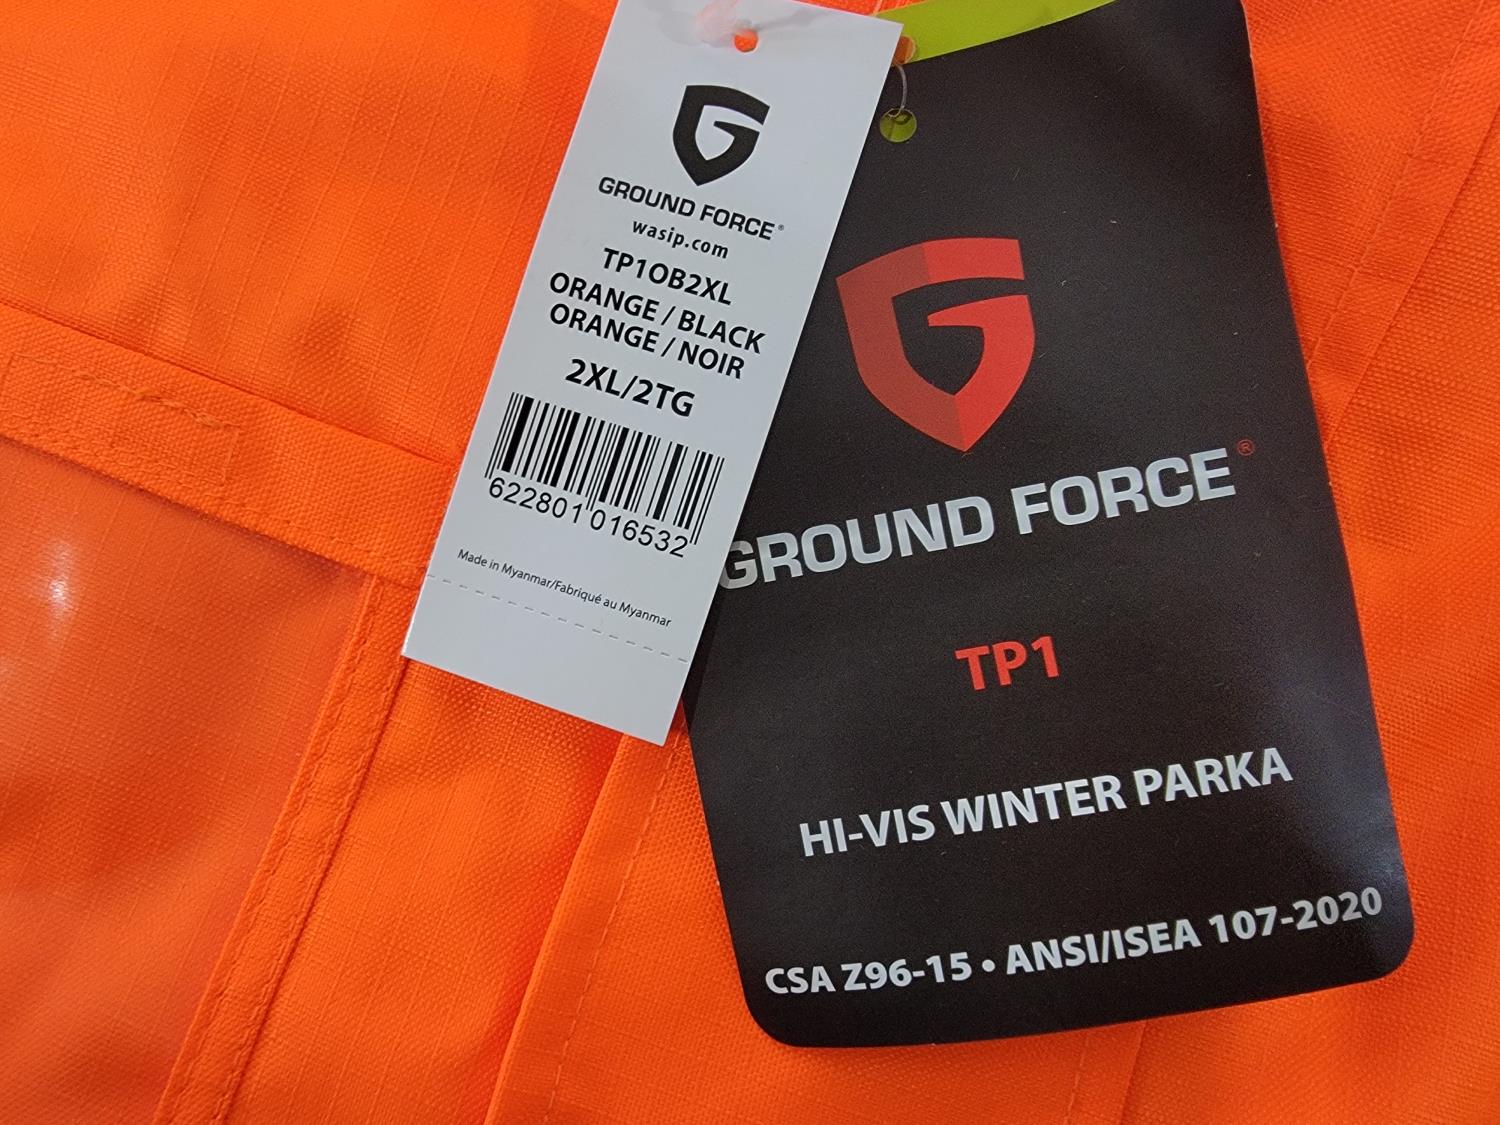 GROUND FORCE®
wasip.com
TP1OB2XL
ORANGE / BLACK
ORANGE / NOIR
2XL/2TG
622801 016532
Made in Myanmar/Fabriqué au Myanmar
GROUND FORCE®
TP1
HI-VIS WINTER PARKA
CSA Z96-15 • ANSI/ISEA 107-2020